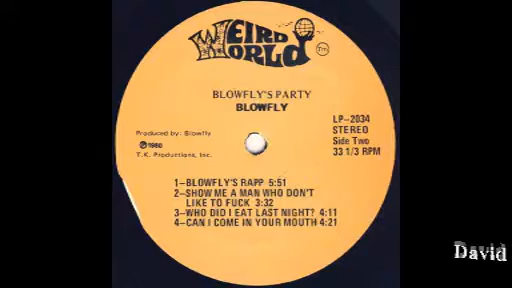 WEIRD
WORLD
Tm
BLOWFLY'S PARTY
BLOWFLY
LP-2034
STEREO
Side Two
33 1/3 RPM
Produced by: Blowfly
Ⓟ1980
T.K. Productions, Inc.
1-BLOWFLY'S RAPP 5:51
2-SHOW ME A MAN WHO DON'T
LIKE TO FUCK 3:32
3-WHO DID I EAT LAST NIGHT? 4:11
4-CAN I COME IN YOUR MOUTH 4:21
David